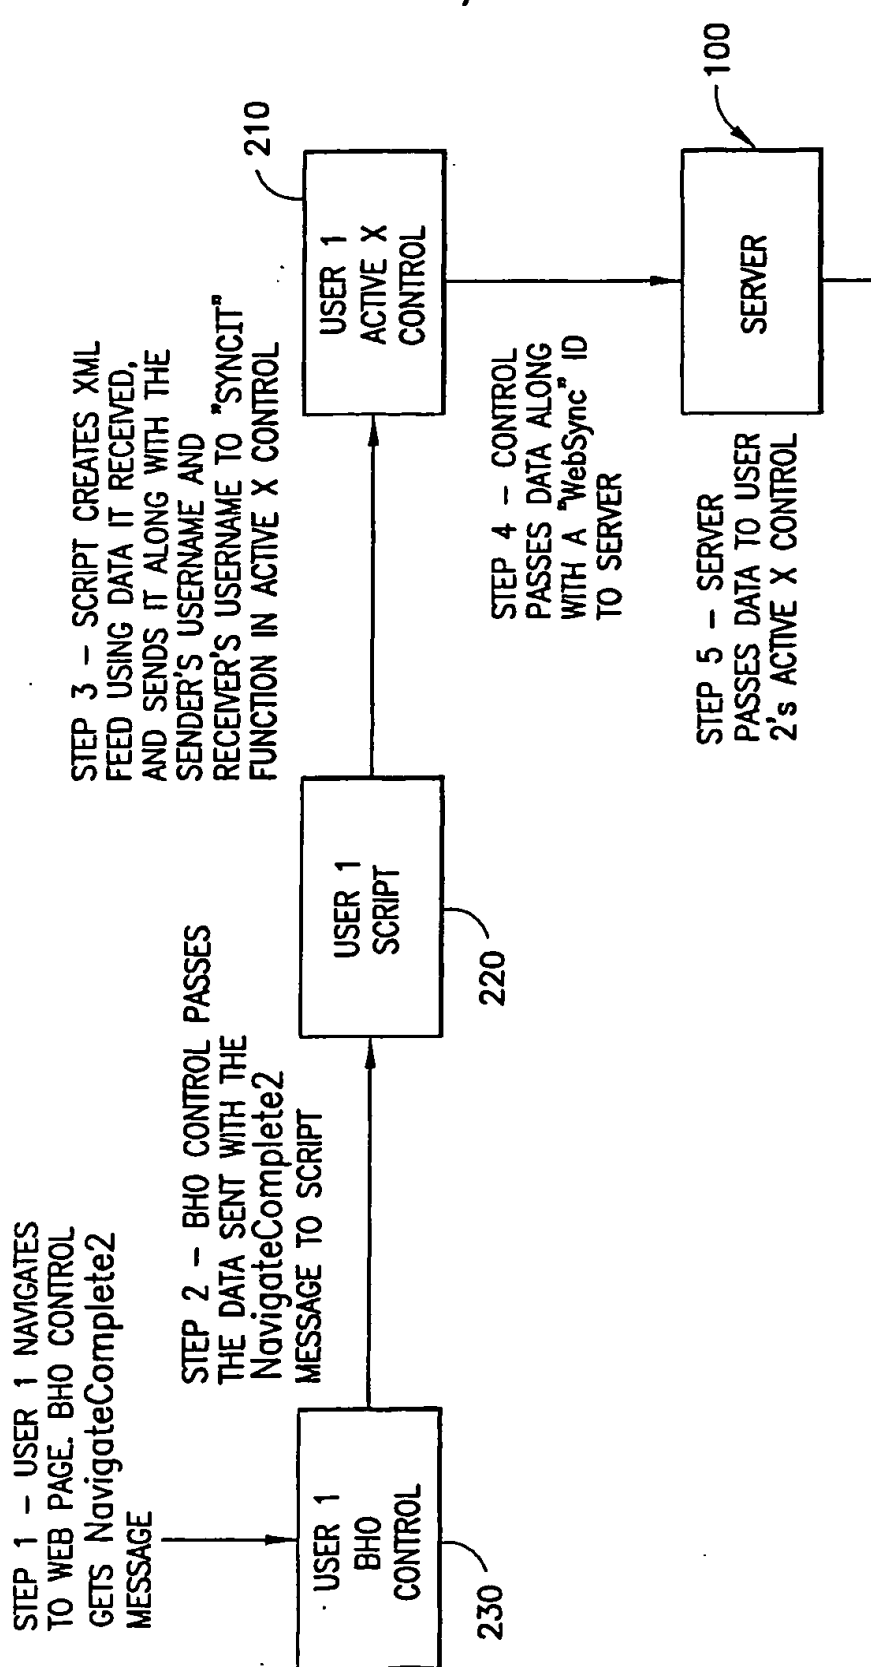 STEP 1 – USER 1 NAVIGATES
TO WEB PAGE. BHO CONTROL
GETS NavigateComplete2
MESSAGE
USER 1
BHO
CONTROL
230
STEP 2 – BHO CONTROL PASSES
THE DATA SENT WITH THE
NavigateComplete2
MESSAGE TO SCRIPT
USER 1
SCRIPT
220
STEP 3 – SCRIPT CREATES XML
FEED USING DATA IT RECEIVED,
AND SENDS IT ALONG WITH THE
SENDER'S USERNAME AND
RECEIVER'S USERNAME TO "SYNCIT"
FUNCTION IN ACTIVE X CONTROL
USER 1
ACTIVE X
CONTROL
210
STEP 4 – CONTROL
PASSES DATA ALONG
WITH A "WebSync" ID
TO SERVER
SERVER
100
STEP 5 – SERVER
PASSES DATA TO USER
2's ACTIVE X CONTROL